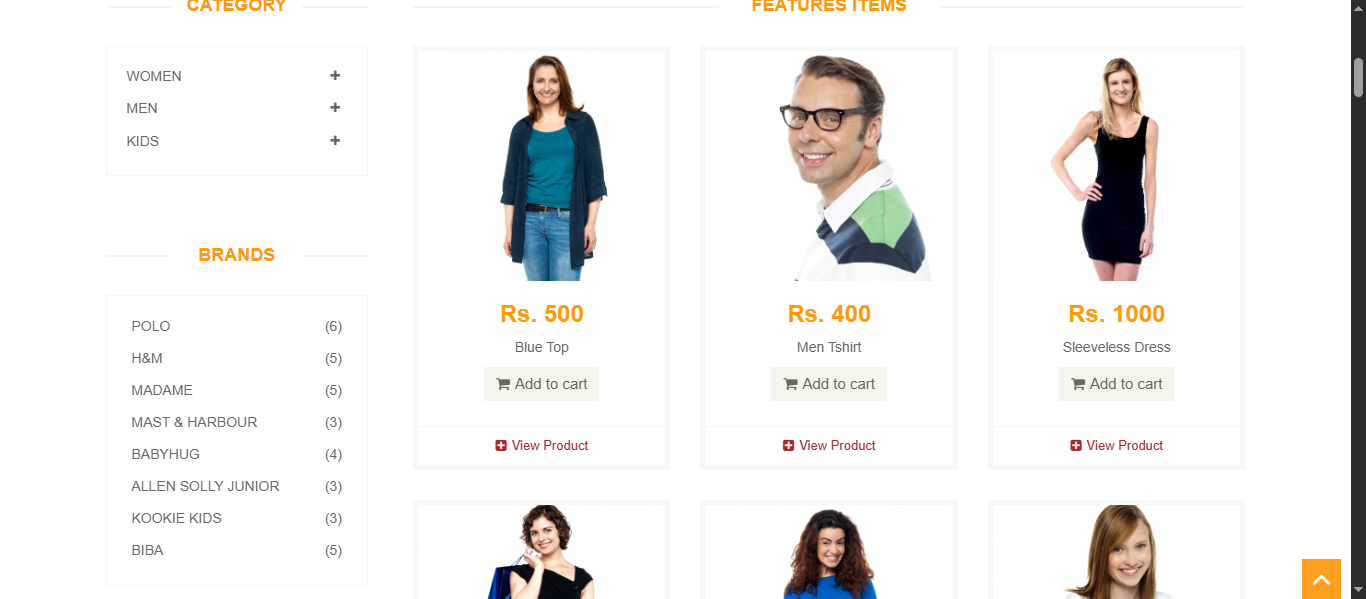 CATEGORY
WOMEN
MEN
KIDS
BRANDS
POLO (6)
H&M (5)
MADAME (5)
MAST & HARBOUR (3)
BABYHUG (4)
ALLEN SOLLY JUNIOR (3)
KOOKIE KIDS (3)
BIBA (5)
FEATURES ITEMS
Rs. 500
Blue Top
Add to cart
View Product
Rs. 400
Men Tshirt
Add to cart
View Product
Rs. 1000
Sleeveless Dress
Add to cart
View Product